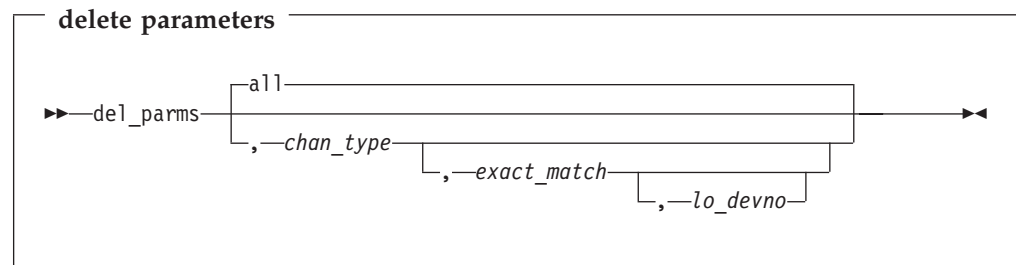 delete parameters
all
del_parms
, chan_type
, exact_match
, lo_devno